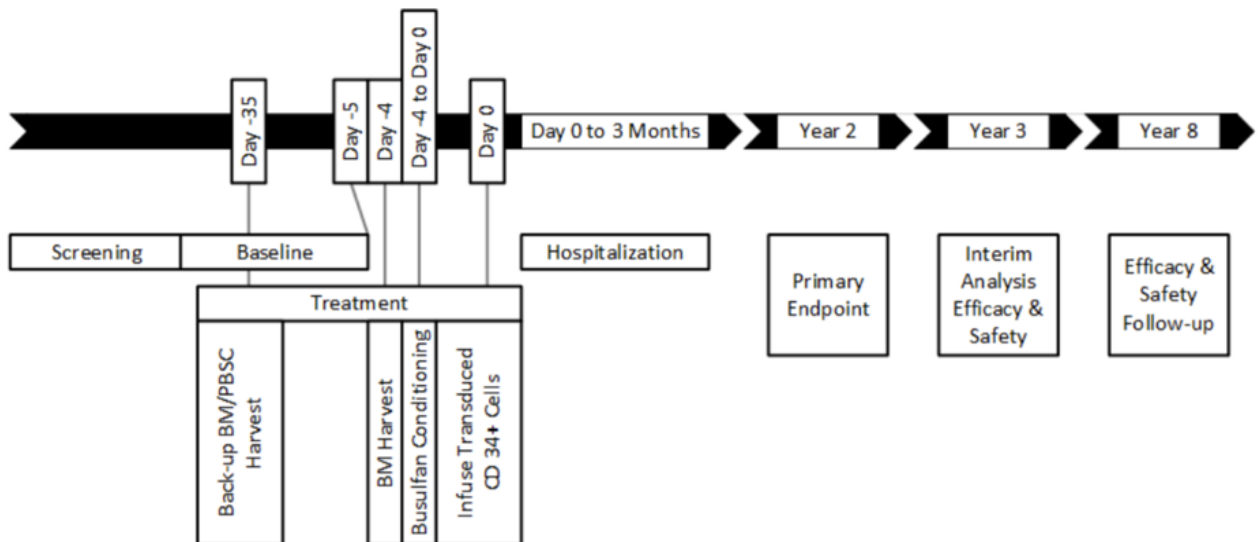 Day -35
Day -5
Day -4
Day -4 to Day 0
Day 0
Day 0 to 3 Months
Year 2
Year 3
Year 8
Screening
Baseline
Hospitalization
Primary
Endpoint
Interim
Analysis
Efficacy &
Safety
Efficacy &
Safety
Follow-up
Treatment
Back-up BM/PBSC
Harvest
BM Harvest
Busulfan Conditioning
Infuse Transduced
CD 34+ Cells